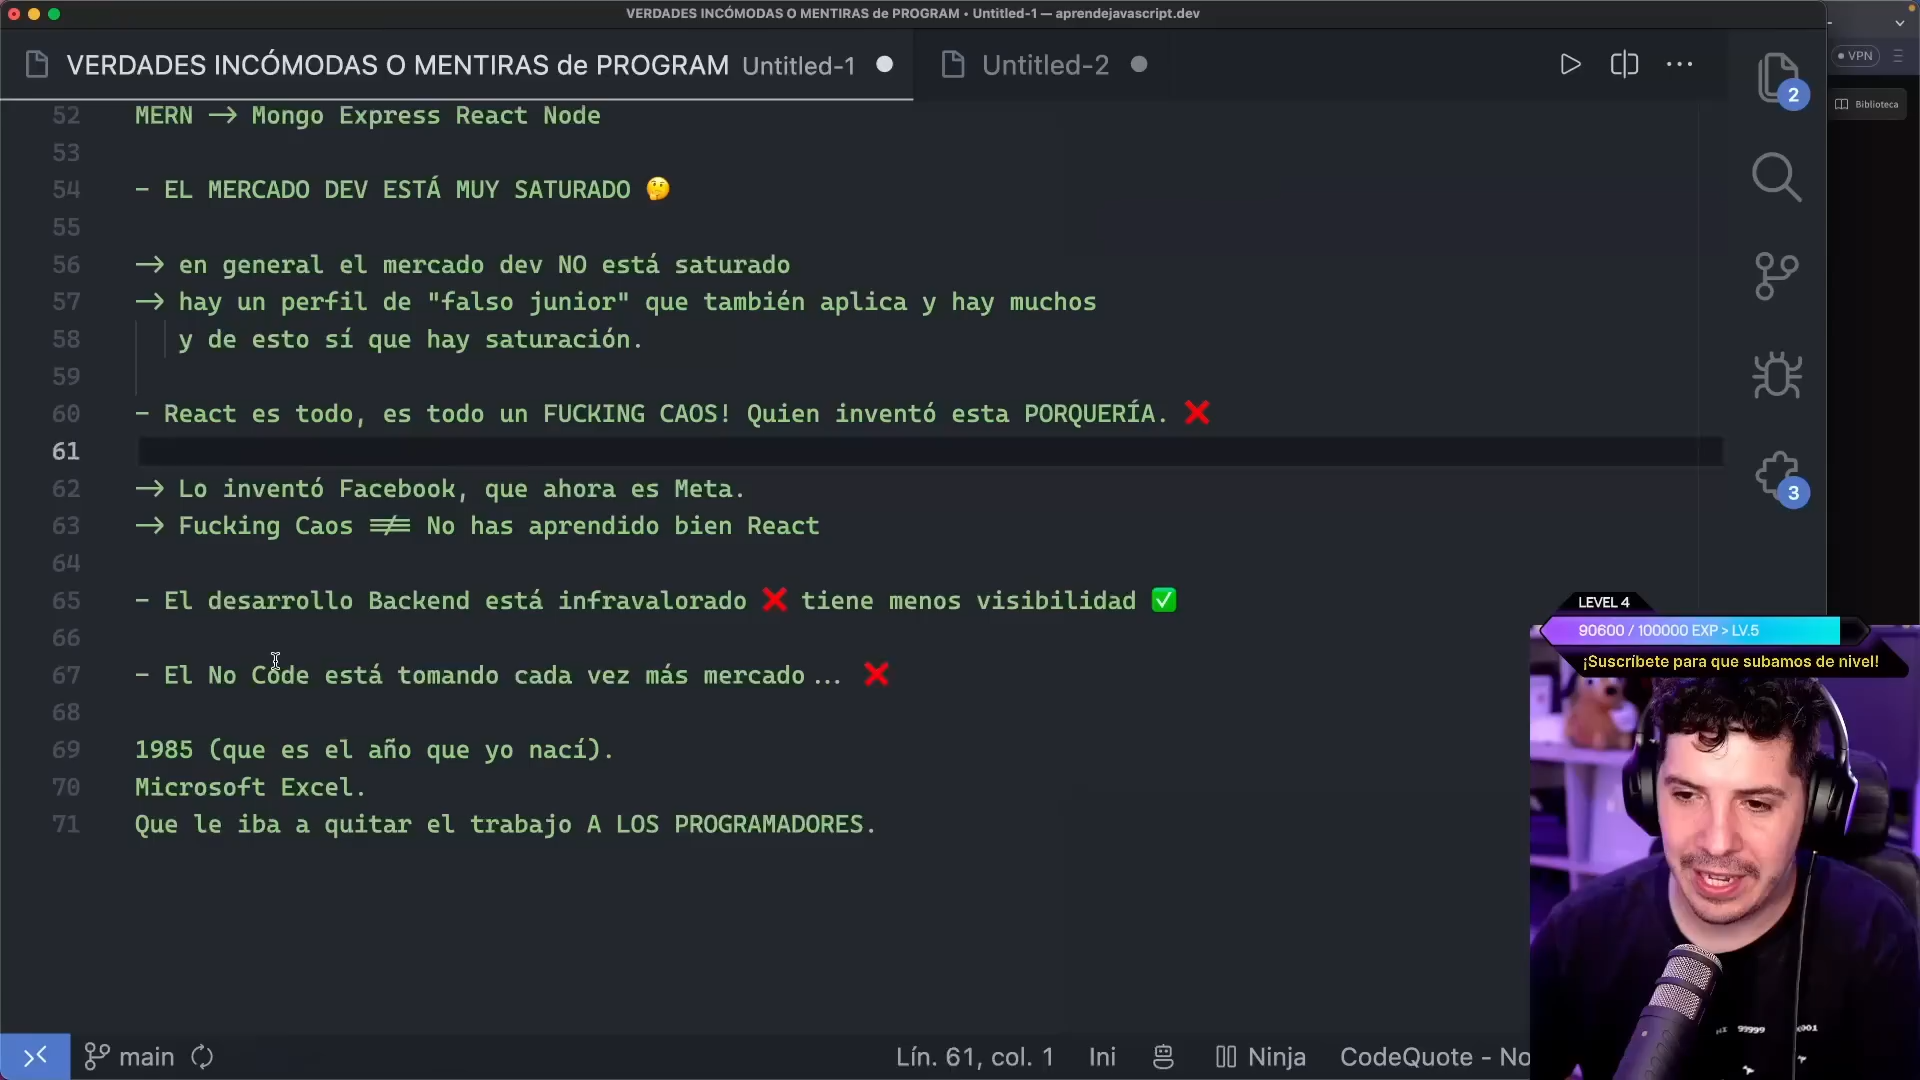 VERDADES INCÓMODAS O MENTIRAS de PROGRAM • Untitled-1 — aprendejavascript.dev
VERDADES INCÓMODAS O MENTIRAS de PROGRAM Untitled-1
Untitled-2
VPN
2
Biblioteca
52 MERN —> Mongo Express React Node
53
54 - EL MERCADO DEV ESTÁ MUY SATURADO 🤔
55
56 —> en general el mercado dev NO está saturado
57 —> hay un perfil de "falso junior" que también aplica y hay muchos
58 y de esto sí que hay saturación.
59
60 - React es todo, es todo un FUCKING CAOS! Quien inventó esta PORQUERÍA. ❌
61
62 —> Lo inventó Facebook, que ahora es Meta.
3
63 —> Fucking Caos !== No has aprendido bien React
64
65 - El desarrollo Backend está infravalorado ❌ tiene menos visibilidad ✅
66
67 - El No Code está tomando cada vez más mercado... ❌
68
69 1985 (que es el año que yo nací).
70 Microsoft Excel.
71 Que le iba a quitar el trabajo A LOS PROGRAMADORES.
LEVEL 4
90600 / 100000 EXP > LV.5
¡Suscríbete para que subamos de nivel!
HI 99999
main
Lín. 61, col. 1
Ini
Ninja
CodeQuote - No